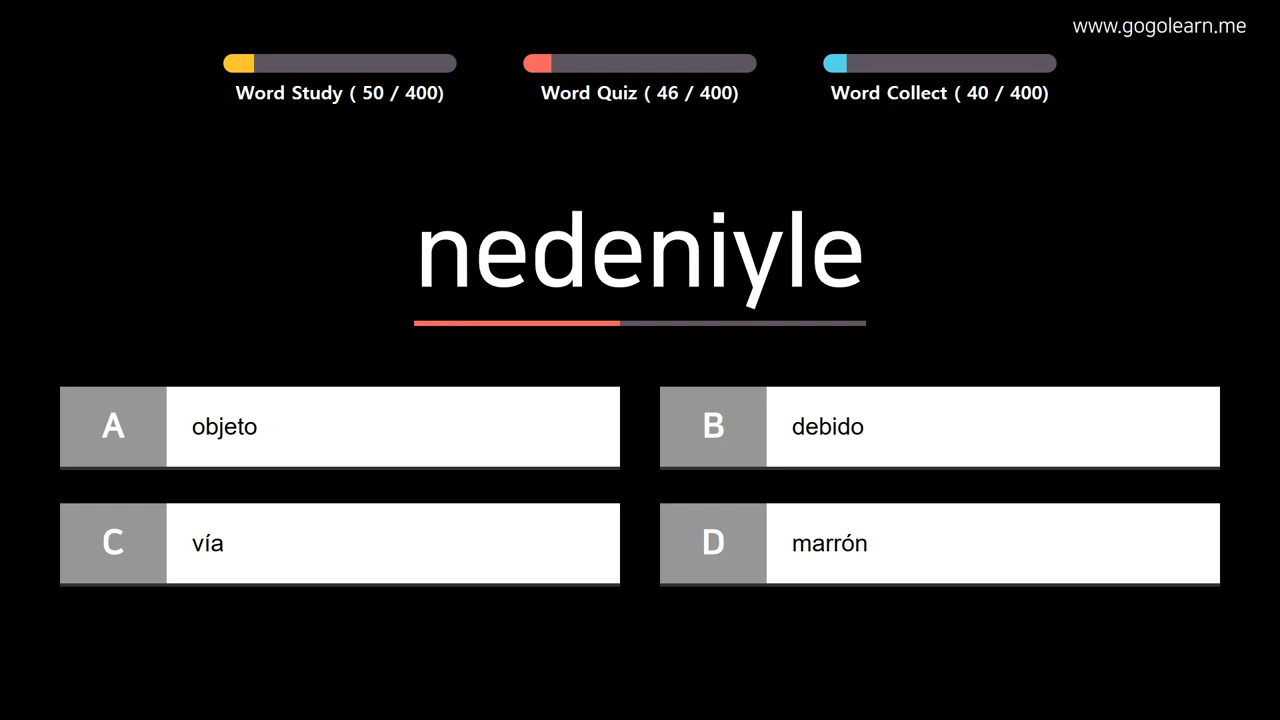 www.gogolearn.me
Word Study ( 50 / 400)
Word Quiz ( 46 / 400)
Word Collect ( 40 / 400)
nedeniyle
A objeto
B debido
C vía
D marrón